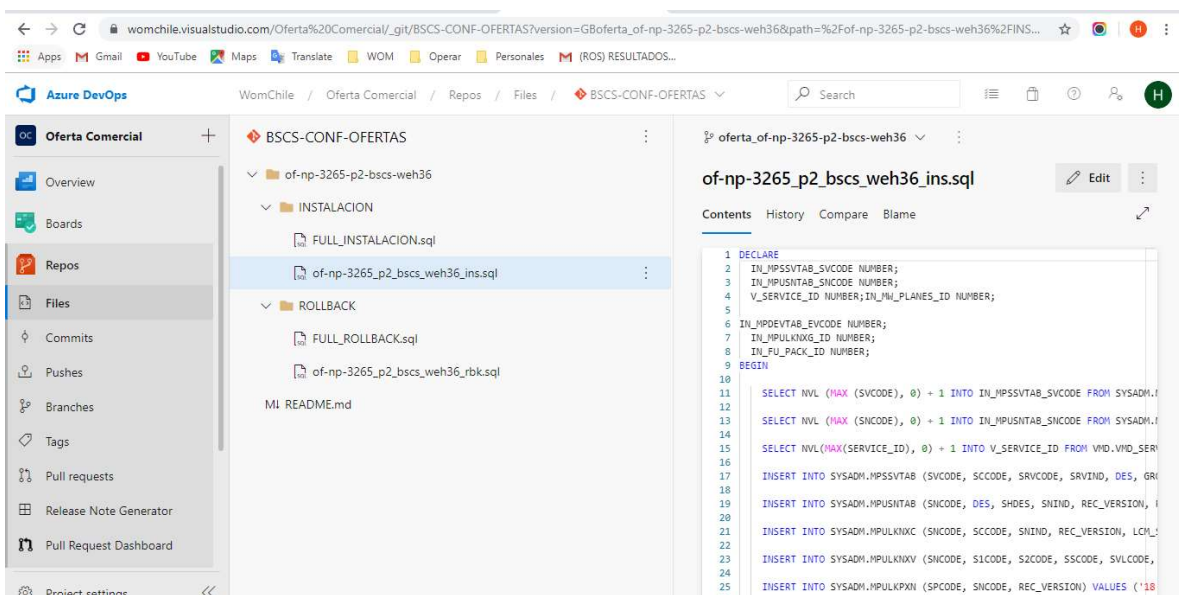 womchile.visualstudio.com/Oferta%20Comercial/_git/BSCS-CONF-OFERTAS?version=GBoferta_of-np-3265-p2-bscs-weh36&path=%2Fof-np-3265-p2-bscs-weh36%2FINS...
H
Apps Gmail YouTube Maps Translate WOM Operar Personales (ROS) RESULTADOS...
Azure DevOps
WomChile / Oferta Comercial / Repos / Files / BSCS-CONF-OFERTAS
Search
H
OC Oferta Comercial +
Overview
Boards
Repos
Files
Commits
Pushes
Branches
Tags
Pull requests
Release Note Generator
Pull Request Dashboard
Project settings
BSCS-CONF-OFERTAS
of-np-3265-p2-bscs-weh36
INSTALACION
FULL_INSTALACION.sql
of-np-3265_p2_bscs_weh36_ins.sql
ROLLBACK
FULL_ROLLBACK.sql
of-np-3265_p2_bscs_weh36_rbk.sql
M↓ README.md
oferta_of-np-3265-p2-bscs-weh36
of-np-3265_p2_bscs_weh36_ins.sql
Edit
Contents History Compare Blame
1 DECLARE
2 IN_MPSSVTAB_SVCODE NUMBER;
3 IN_MPUSNTAB_SNCODE NUMBER;
4 V_SERVICE_ID NUMBER;IN_MW_PLANES_ID NUMBER;
5
6 IN_MPDEVTAB_EVCODE NUMBER;
7 IN_MPULKNXG_ID NUMBER;
8 IN_FU_PACK_ID NUMBER;
9 BEGIN
10
11 SELECT NVL (MAX (SVCODE), 0) + 1 INTO IN_MPSSVTAB_SVCODE FROM SYSADM.
12
13 SELECT NVL (MAX (SNCODE), 0) + 1 INTO IN_MPUSNTAB_SNCODE FROM SYSADM.
14
15 SELECT NVL(MAX(SERVICE_ID), 0) + 1 INTO V_SERVICE_ID FROM VMD.VMD_SER
16
17 INSERT INTO SYSADM.MPSSVTAB (SVCODE, SCCODE, SRVCODE, SRVIND, DES,
18
19 INSERT INTO SYSADM.MPUSNTAB (SNCODE, DES, SHDES, SNIND, REC_VERSION,
20
21 INSERT INTO SYSADM.MPULKNXC (SNCODE, SCCODE, SNIND, REC_VERSION, LCM_
22
23 INSERT INTO SYSADM.MPULKNXV (SNCODE, S1CODE, S2CODE, SSCODE, SVLCODE,
24
25 INSERT INTO SYSADM.MPULKPXN (SPCODE, SNCODE, REC_VERSION) VALUES ('18